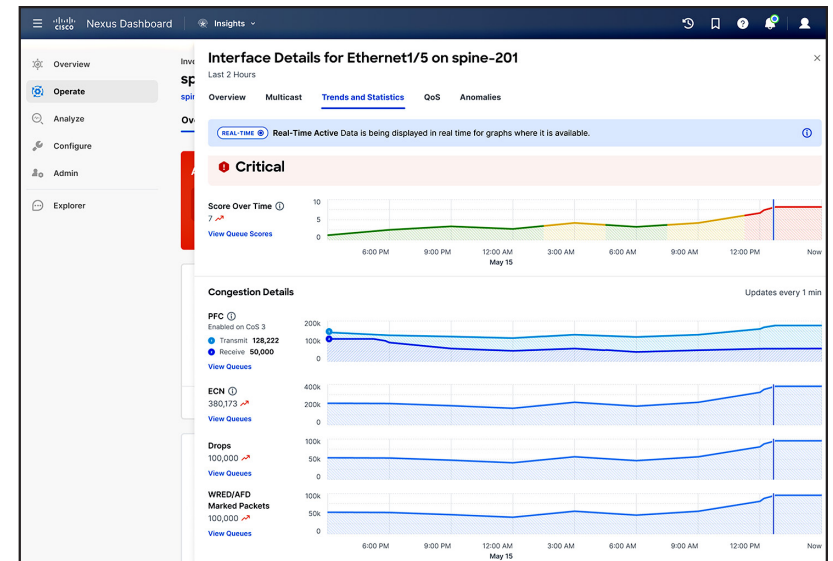 cisco Nexus Dashboard Insights
Interface Details for Ethernet1/5 on spine-201
Last 2 Hours
Overview
Operate
Analyze
Configure
Admin
Explorer
Overview Multicast Trends and Statistics QoS Anomalies
REAL-TIME Real-Time Active Data is being displayed in real time for graphs where it is available.
Critical
Score Over Time
7
View Queue Scores
10
5
0
6:00 PM 9:00 PM 12:00 AM 3:00 AM 6:00 AM 9:00 AM 12:00 PM Now
May 15
Congestion Details Updates every 1 min
PFC
Enabled on CoS 3
Transmit 128,222
Receive 50,000
View Queues
200k
100k
0
ECN
380,173
View Queues
400k
200k
0
Drops
100,000
View Queues
100k
50k
0
WRED/AFD
Marked Packets
100,000
View Queues
100k
50k
0
6:00 PM 9:00 PM 12:00 AM 3:00 AM 6:00 AM 9:00 AM 12:00 PM Now
May 15